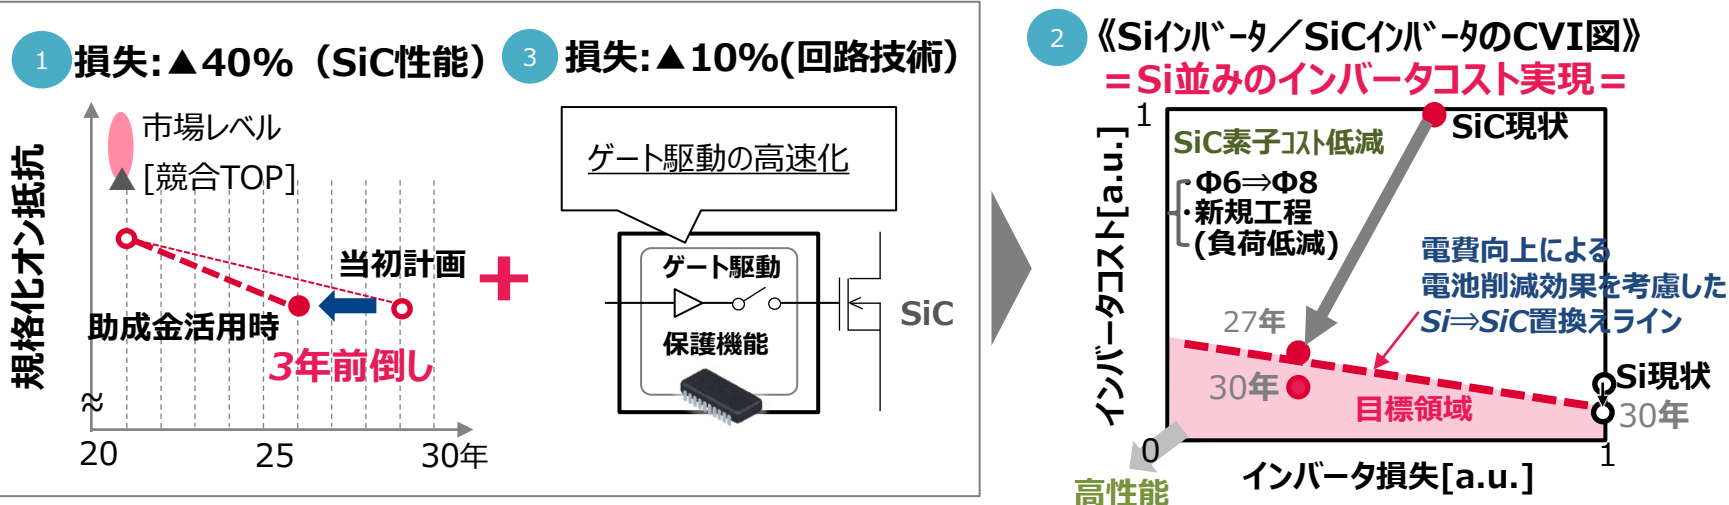 1 損失:▲40%（SiC性能）
市場レベル
[競合TOP]
規格化オン抵抗
当初計画
助成金活用時
3年前倒し
≈
20 25 30年
+
3 損失:▲10%(回路技術）
ゲート駆動の高速化
ゲート駆動
保護機能
SiC
2 《Siｲﾝﾊﾞｰﾀ／SiCｲﾝﾊﾞｰﾀのCVI図》
＝Si並みのインバータコスト実現＝
1
インバータコスト[a.u.]
SiC現状
SiC素子ｺｽﾄ低減
・Φ6⇒Φ8
・新規工程
(負荷低減)
電費向上による
電池削減効果を考慮した
Si⇒SiC置換えライン
27年
30年
目標領域
Si現状
30年
0
1
インバータ損失[a.u.]
高性能